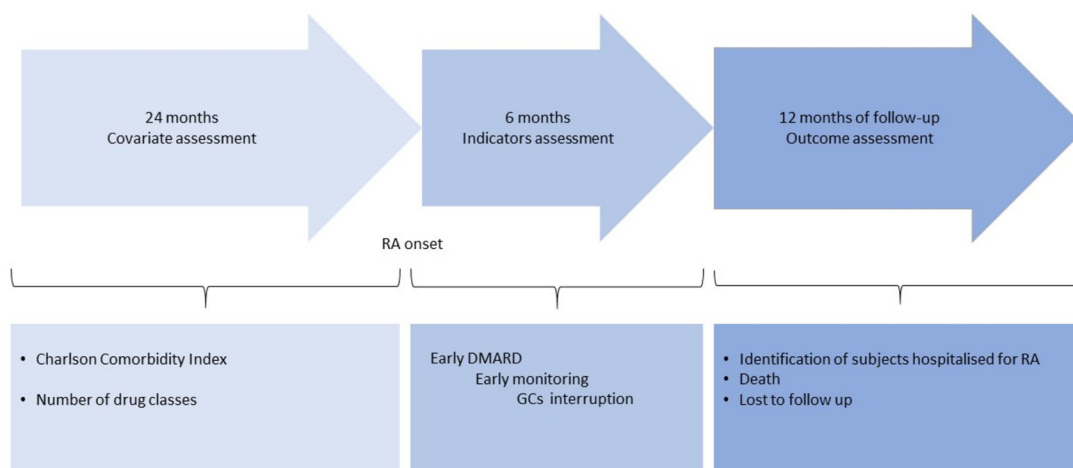 24 months
Covariate assessment
6 months
Indicators assessment
12 months of follow-up
Outcome assessment
RA onset
• Charlson Comorbidity Index
• Number of drug classes
Early DMARD
Early monitoring
GCs interruption
• Identification of subjects hospitalised for RA
• Death
• Lost to follow up